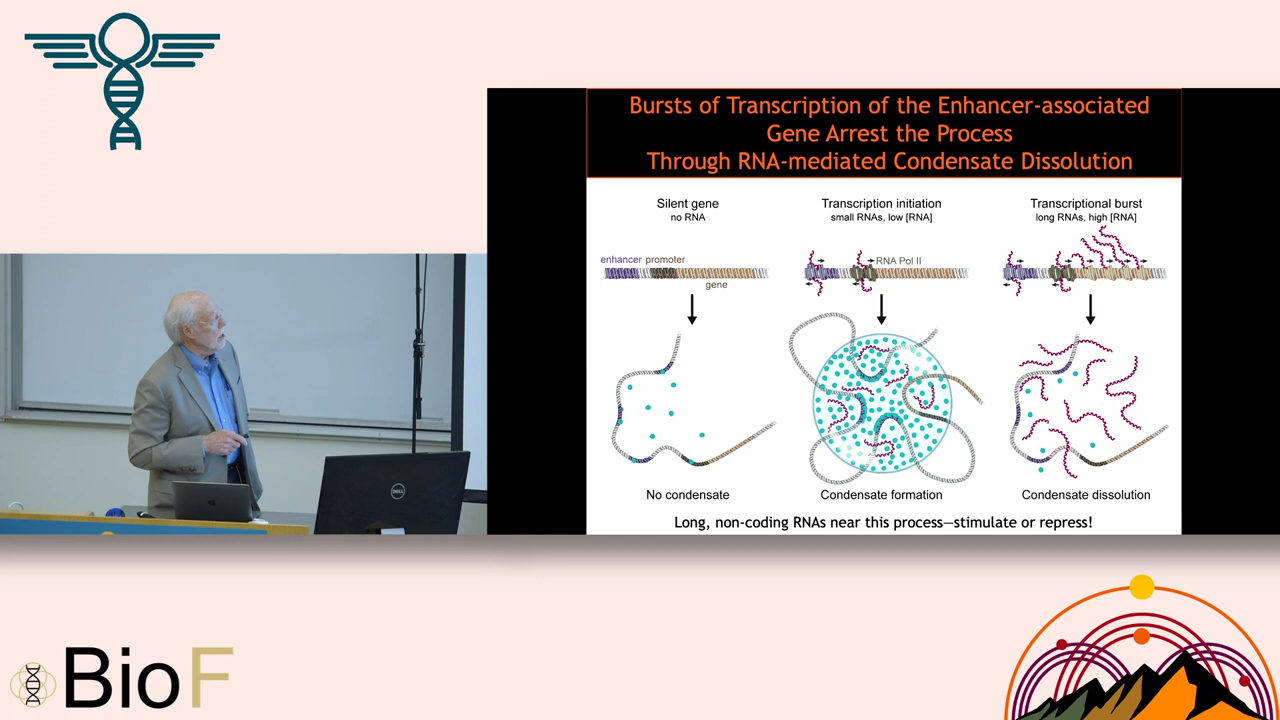 Bursts of Transcription of the Enhancer-associated
Gene Arrest the Process
Through RNA-mediated Condensate Dissolution
Silent gene
no RNA
Transcription initiation
small RNAs, low [RNA]
Transcriptional burst
long RNAs, high [RNA]
enhancer promoter
gene
RNA Pol II
No condensate
Condensate formation
Condensate dissolution
Long, non-coding RNAs near this process—stimulate or repress!
DELL
BioF